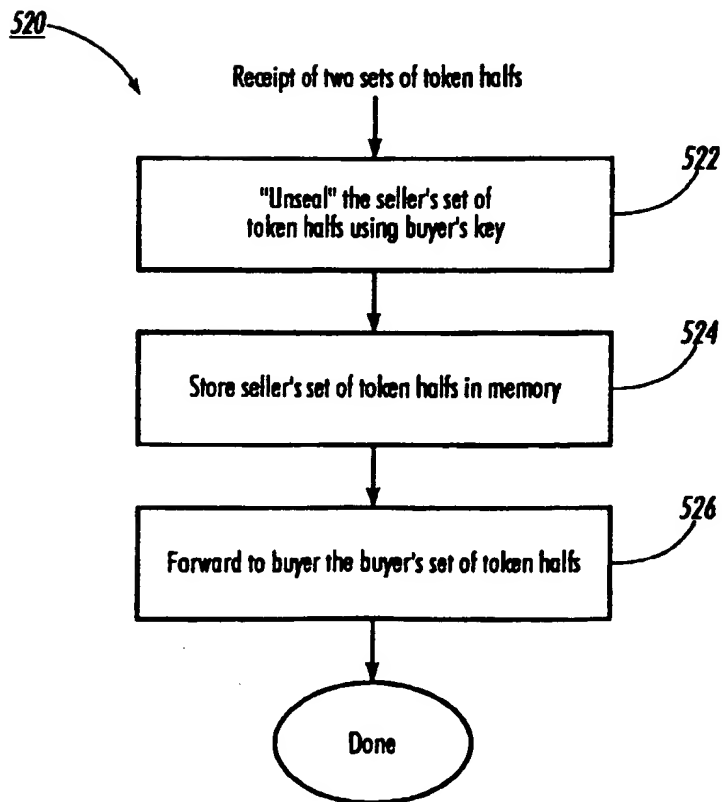 520
Receipt of two sets of token halfs
522
"Unseal" the seller's set of
token halfs using buyer's key
524
Store seller's set of token halfs in memory
526
Forward to buyer the buyer's set of token halfs
Done